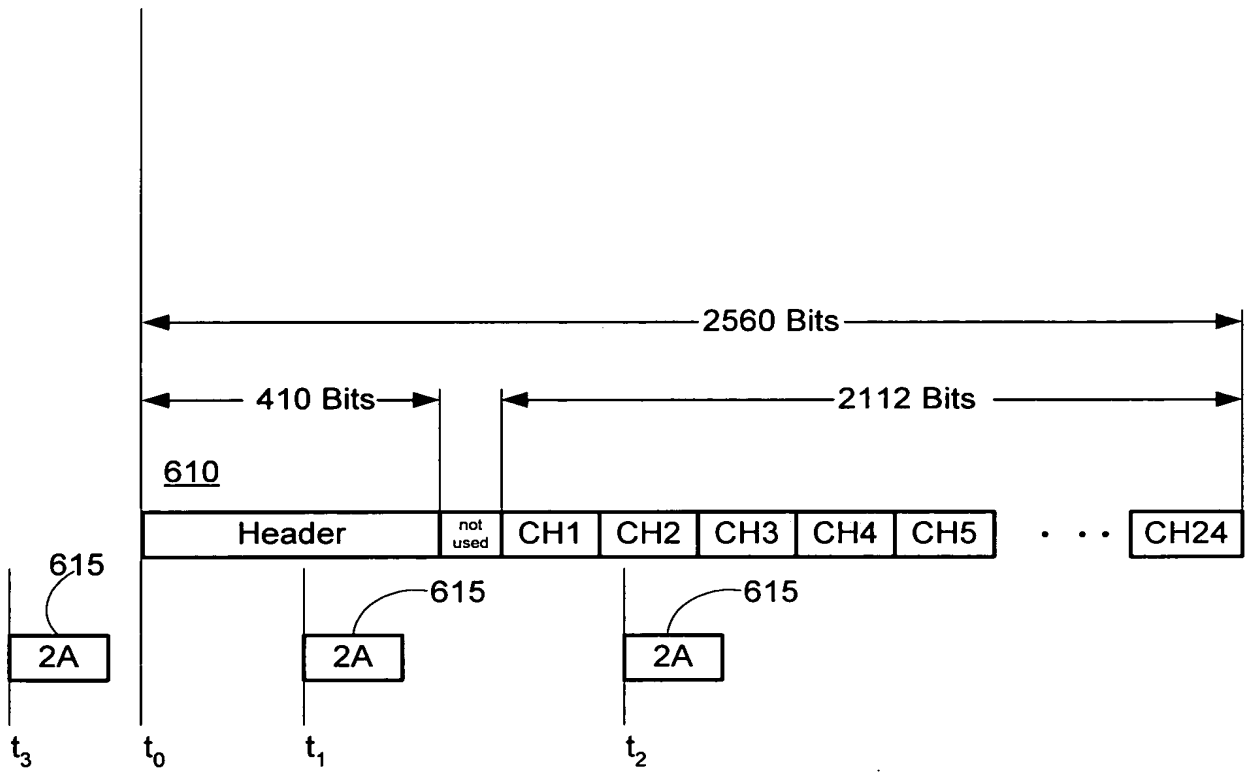 2560 Bits
410 Bits
2112 Bits
610
Header
not used
CH1
CH2
CH3
CH4
CH5
· · ·
CH24
615
615
615
2A
2A
2A
t3
t0
t1
t2